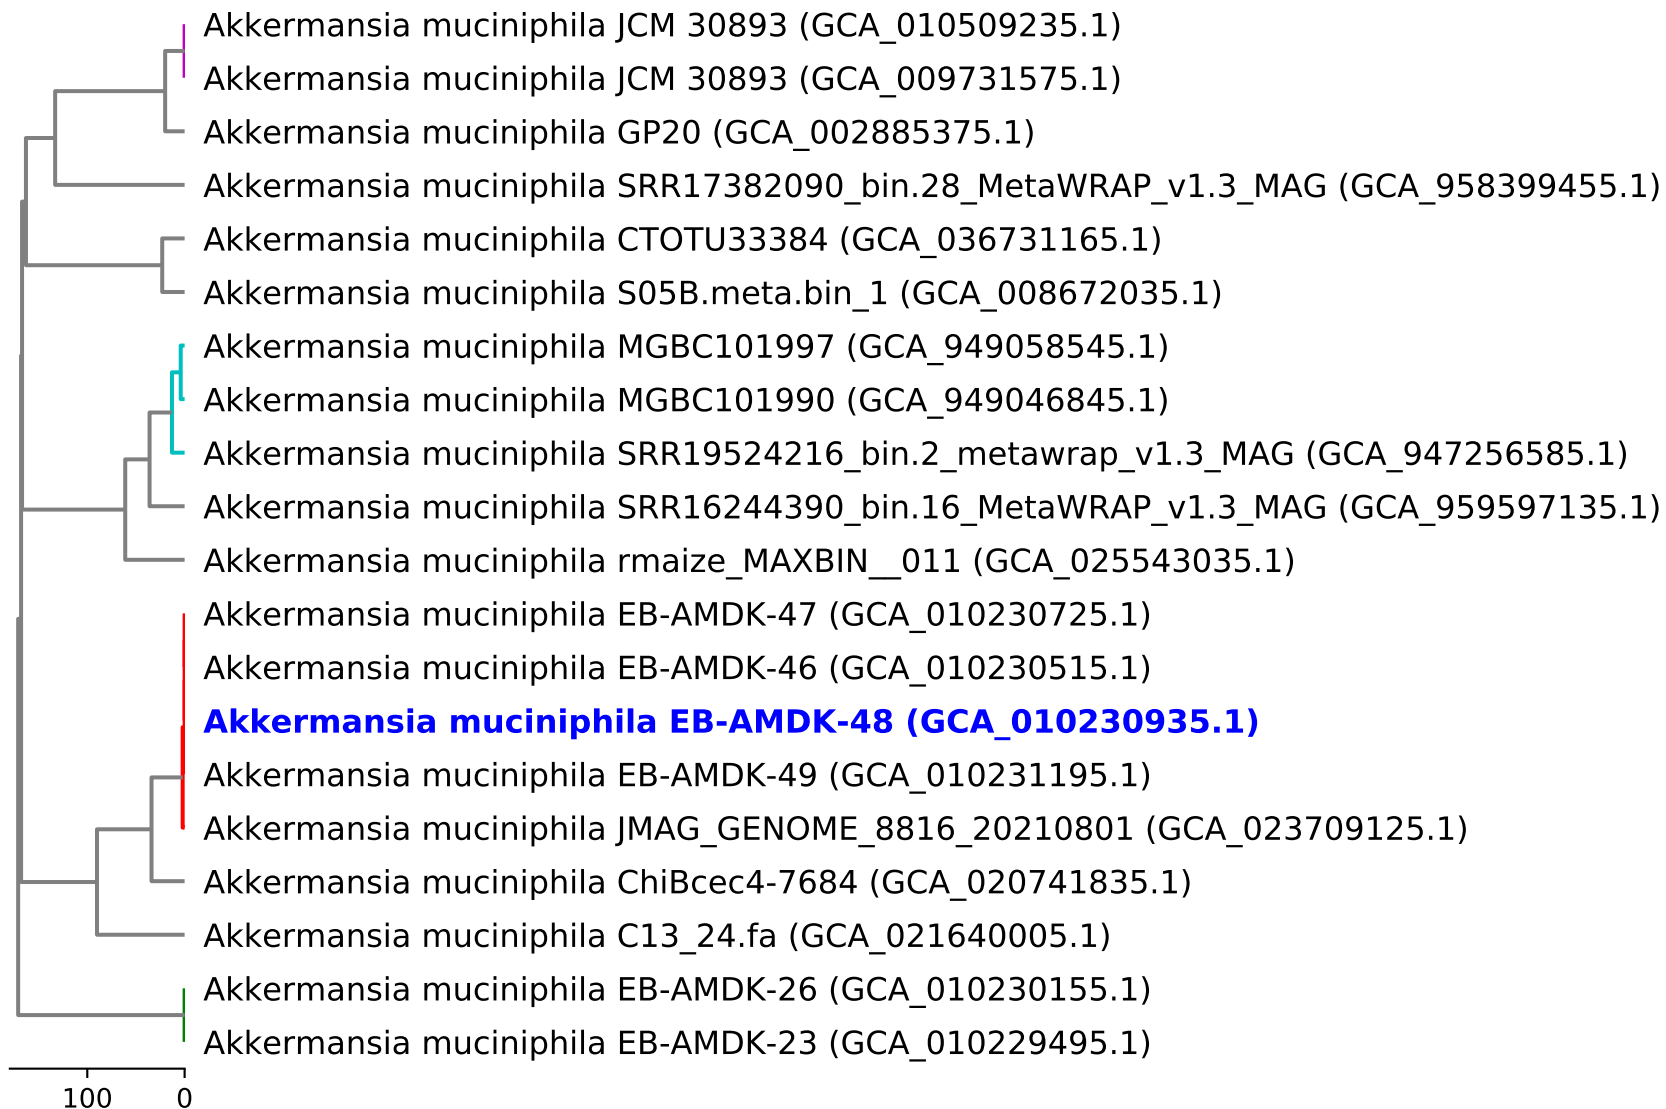 Akkermansia muciniphila JCM 30893 (GCA_010509235.1)
Akkermansia muciniphila JCM 30893 (GCA_009731575.1)
Akkermansia muciniphila GP20 (GCA_002885375.1)
Akkermansia muciniphila SRR17382090_bin.28_MetaWRAP_v1.3_MAG (GCA_958399455.1)
Akkermansia muciniphila CTOTU33384 (GCA_036731165.1)
Akkermansia muciniphila S05B.meta.bin_1 (GCA_008672035.1)
Akkermansia muciniphila MGBC101997 (GCA_949058545.1)
Akkermansia muciniphila MGBC101990 (GCA_949046845.1)
Akkermansia muciniphila SRR19524216_bin.2_metawrap_v1.3_MAG (GCA_947256585.1)
Akkermansia muciniphila SRR16244390_bin.16_MetaWRAP_v1.3_MAG (GCA_959597135.1)
Akkermansia muciniphila rmaize_MAXBIN__011 (GCA_025543035.1)
Akkermansia muciniphila EB-AMDK-47 (GCA_010230725.1)
Akkermansia muciniphila EB-AMDK-46 (GCA_010230515.1)
Akkermansia muciniphila EB-AMDK-48 (GCA_010230935.1)
Akkermansia muciniphila EB-AMDK-49 (GCA_010231195.1)
Akkermansia muciniphila JMAG_GENOME_8816_20210801 (GCA_023709125.1)
Akkermansia muciniphila ChiBcec4-7684 (GCA_020741835.1)
Akkermansia muciniphila C13_24.fa (GCA_021640005.1)
Akkermansia muciniphila EB-AMDK-26 (GCA_010230155.1)
Akkermansia muciniphila EB-AMDK-23 (GCA_010229495.1)
100 0